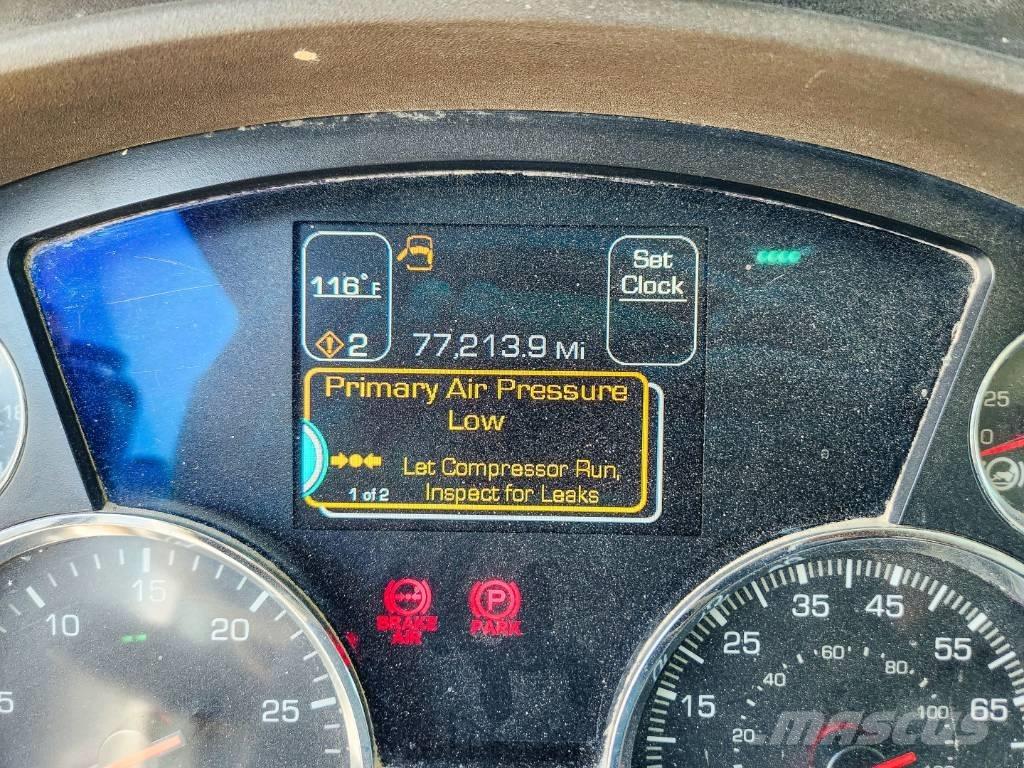 116°F
2
77,213.9 Mi
Set
Clock
Primary Air Pressure
Low
Let Compressor Run,
Inspect for Leaks
1 of 2
BRAKE
AIR
P
PARK
5
10
15
20
25
15
25
35
45
55
65
20
40
60
80
100
25
0
18
MASCUS